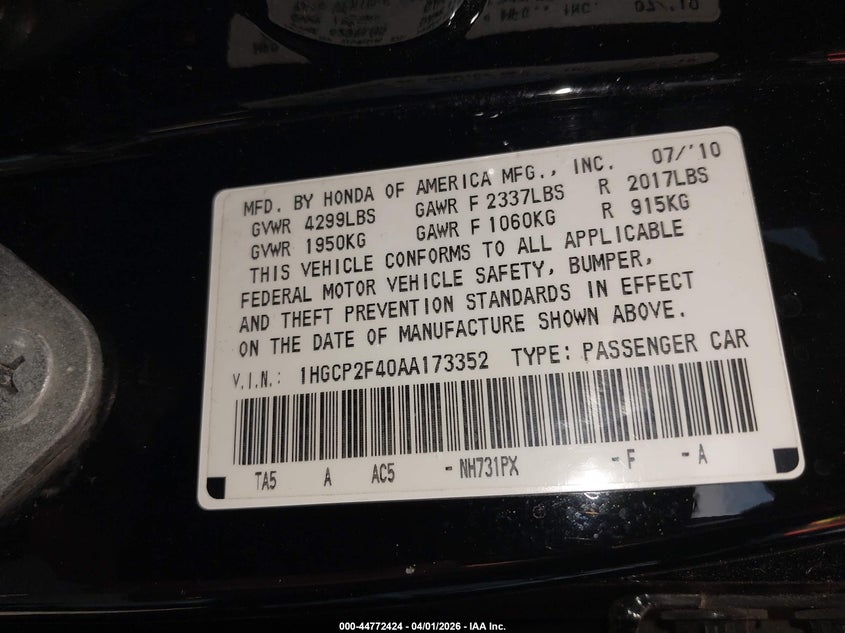 MFD. BY HONDA OF AMERICA MFG., INC. 07/'10
GVWR 4299LBS GAWR F 2337LBS R 2017LBS
GVWR 1950KG GAWR F 1060KG R 915KG
THIS VEHICLE CONFORMS TO ALL APPLICABLE
FEDERAL MOTOR VEHICLE SAFETY, BUMPER,
AND THEFT PREVENTION STANDARDS IN EFFECT
ON THE DATE OF MANUFACTURE SHOWN ABOVE.
V.I.N.: 1HGCP2F40AA173352 TYPE: PASSENGER CAR
TA5 A AC5 -NH731PX -F -A
000-44772424 - 04/01/2026 - IAA Inc.